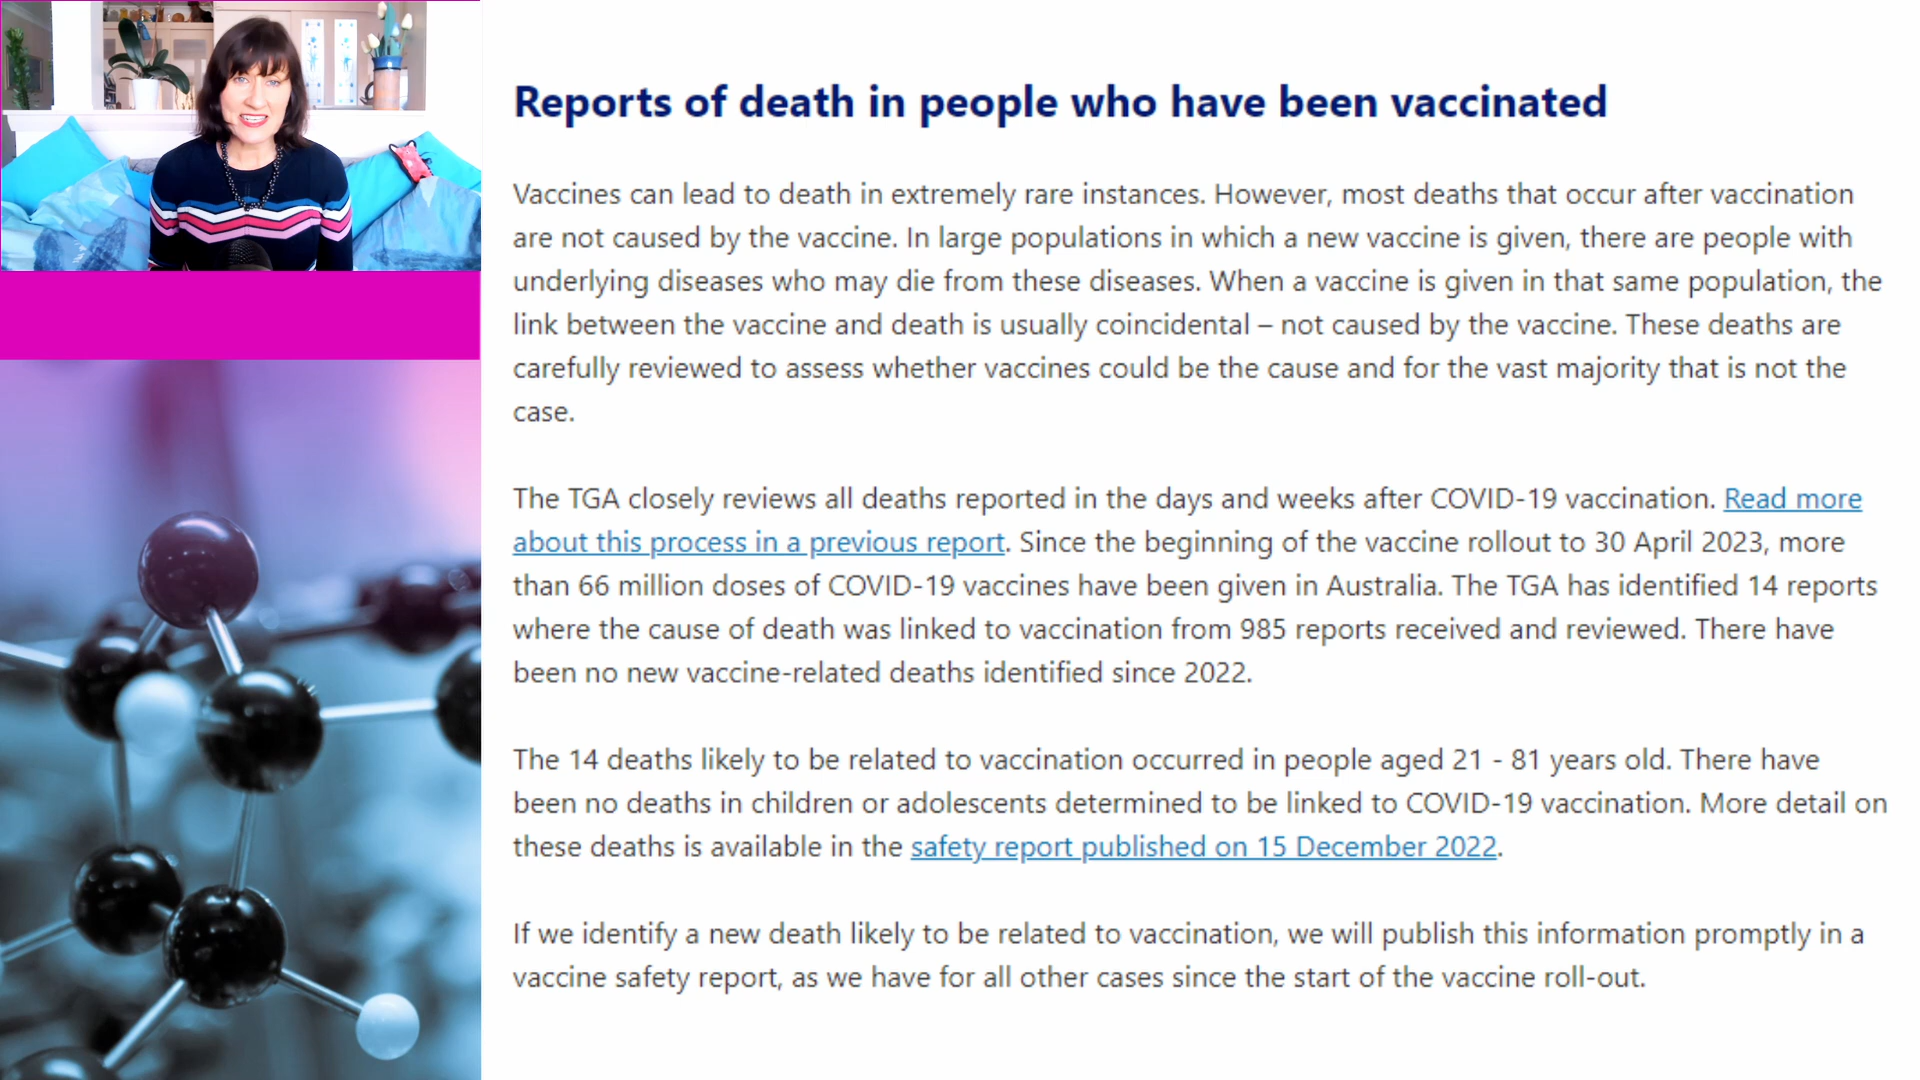 Reports of death in people who have been vaccinated
Vaccines can lead to death in extremely rare instances. However, most deaths that occur after vaccination
are not caused by the vaccine. In large populations in which a new vaccine is given, there are people with
underlying diseases who may die from these diseases. When a vaccine is given in that same population, the
link between the vaccine and death is usually coincidental – not caused by the vaccine. These deaths are
carefully reviewed to assess whether vaccines could be the cause and for the vast majority that is not the
case.
The TGA closely reviews all deaths reported in the days and weeks after COVID-19 vaccination. Read more
about this process in a previous report. Since the beginning of the vaccine rollout to 30 April 2023, more
than 66 million doses of COVID-19 vaccines have been given in Australia. The TGA has identified 14 reports
where the cause of death was linked to vaccination from 985 reports received and reviewed. There have
been no new vaccine-related deaths identified since 2022.
The 14 deaths likely to be related to vaccination occurred in people aged 21 - 81 years old. There have
been no deaths in children or adolescents determined to be linked to COVID-19 vaccination. More detail on
these deaths is available in the safety report published on 15 December 2022.
If we identify a new death likely to be related to vaccination, we will publish this information promptly in a
vaccine safety report, as we have for all other cases since the start of the vaccine roll-out.